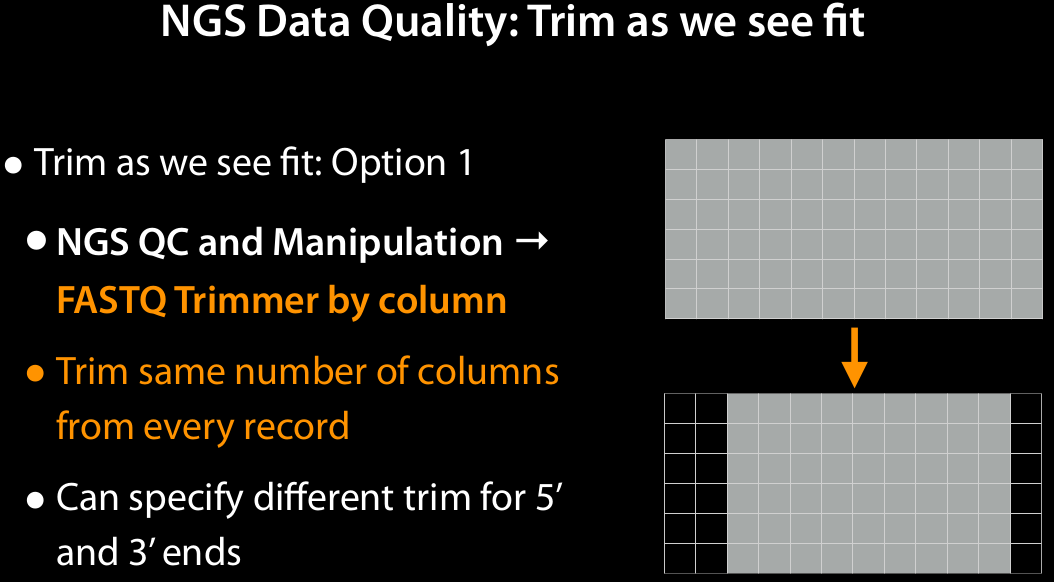 NGS Data Quality: Trim as we see fit
● Trim as we see fit: Option 1
● NGS QC and Manipulation →
FASTQ Trimmer by column
● Trim same number of columns
from every record
● Can specify different trim for 5’
and 3’ ends